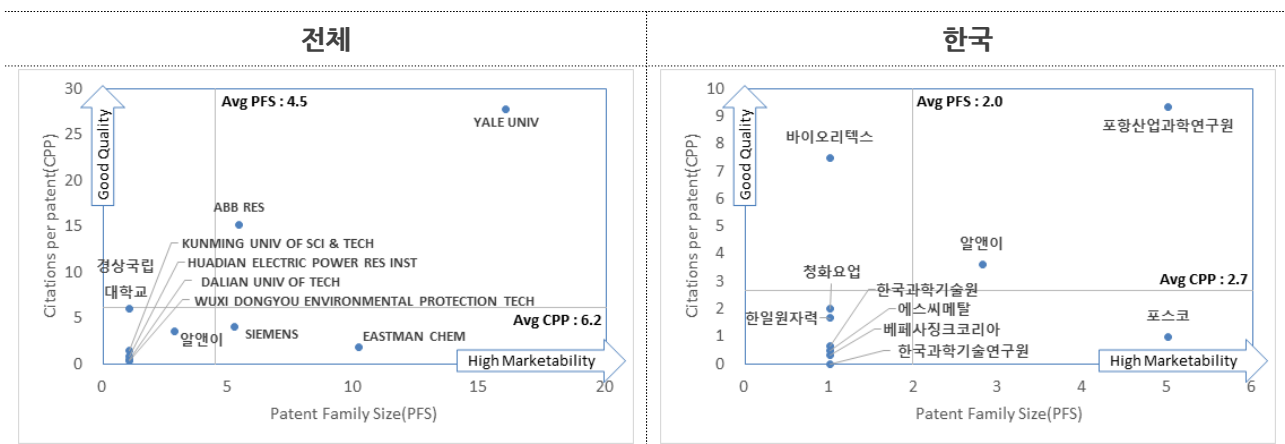 전체
한국
30
25
20
15
10
5
0
Citations per patent(CPP)
Good Quality
Avg PFS : 4.5
YALE UNIV
ABB RES
KUNMING UNIV OF SCI & TECH
경상국립
대학교
HUADIAN ELECTRIC POWER RES INST
DALIAN UNIV OF TECH
WUXI DONGYOU ENVIRONMENTAL PROTECTION TECH
Avg CPP : 6.2
알앤이
SIEMENS
EASTMAN CHEM
High Marketability
0 5 10 15 20
Patent Family Size(PFS)
10
9
8
7
6
5
4
3
2
1
0
Citations per patent(CPP)
Good Quality
Avg PFS : 2.0
포항산업과학연구원
바이오리텍스
알앤이
청화요업
Avg CPP : 2.7
한국과학기술원
에스씨메탈
한일원자력
포스코
베페사징크코리아
한국과학기술연구원
High Marketability
0 1 2 3 4 5 6
Patent Family Size(PFS)